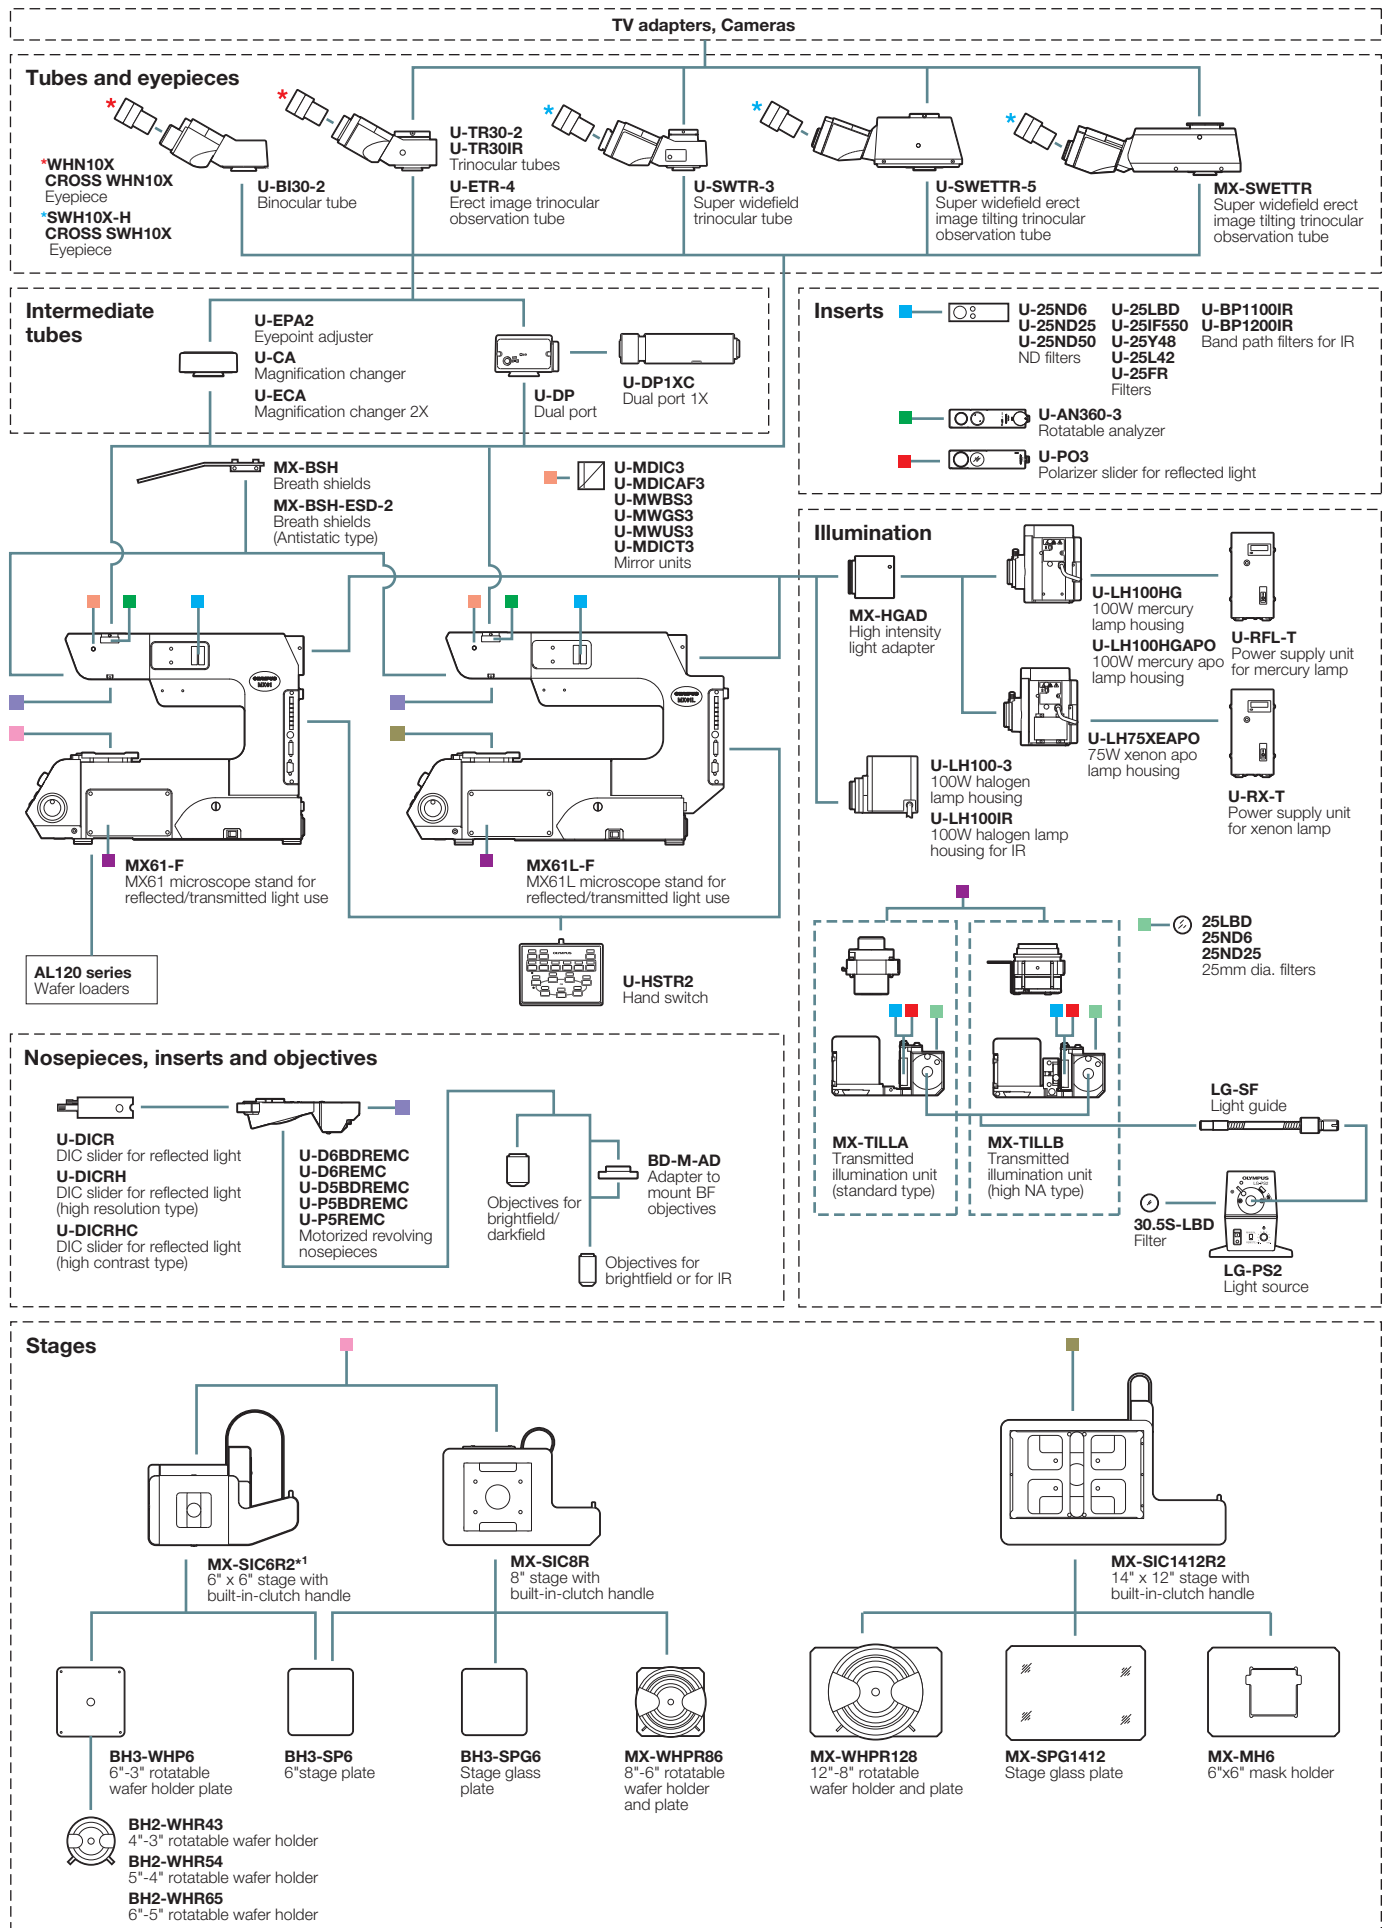 TV adapters, Cameras
Tubes and eyepieces
*WHN10X
CROSS WHN10X
Eyepiece
*SWH10X-H
CROSS SWH10X
Eyepiece
U-BI30-2
Binocular tube
U-TR30-2
U-TR30IR
Trinocular tubes
U-ETR-4
Erect image trinocular
observation tube
U-SWTR-3
Super widefield
trinocular tube
U-SWETTR-5
Super widefield erect
image tilting trinocular
observation tube
MX-SWETTR
Super widefield erect
image tilting trinocular
observation tube
Intermediate
tubes
U-EPA2
Eyepoint adjuster
U-CA
Magnification changer
U-ECA
Magnification changer 2X
U-DP
Dual port
U-DP1XC
Dual port 1X
Inserts
U-25ND6
U-25ND25
U-25ND50
ND filters
U-25LBD
U-25IF550
U-25Y48
U-25L42
U-25FR
Filters
U-BP1100IR
U-BP1200IR
Band path filters for IR
U-AN360-3
Rotatable analyzer
U-PO3
Polarizer slider for reflected light
MX-BSH
Breath shields
MX-BSH-ESD-2
Breath shields
(Antistatic type)
U-MDIC3
U-MDICAF3
U-MWBS3
U-MWGS3
U-MWUS3
U-MDICT3
Mirror units
OLYMPUS
MX61
OLYMPUS
MX61L
MX61-F
MX61 microscope stand for
reflected/transmitted light use
MX61L-F
MX61L microscope stand for
reflected/transmitted light use
AL120 series
Wafer loaders
OLYMPUS
U-HSTR2
Hand switch
Illumination
MX-HGAD
High intensity
light adapter
U-LH100HG
100W mercury
lamp housing
U-LH100HGAPO
100W mercury apo
lamp housing
U-RFL-T
Power supply unit
for mercury lamp
U-LH75XEAPO
75W xenon apo
lamp housing
U-RX-T
Power supply unit
for xenon lamp
U-LH100-3
100W halogen
lamp housing
U-LH100IR
100W halogen lamp
housing for IR
25LBD
25ND6
25ND25
25mm dia. filters
MX-TILLA
Transmitted
illumination unit
(standard type)
MX-TILLB
Transmitted
illumination unit
(high NA type)
LG-SF
Light guide
OLYMPUS
LG-PS2
30.5S-LBD
Filter
LG-PS2
Light source
Nosepieces, inserts and objectives
U-DICR
DIC slider for reflected light
U-DICRH
DIC slider for reflected light
(high resolution type)
U-DICRHC
DIC slider for reflected light
(high contrast type)
U-D6BDREMC
U-D6REMC
U-D5BDREMC
U-P5BDREMC
U-P5REMC
Motorized revolving
nosepieces
Objectives for
brightfield/
darkfield
BD-M-AD
Adapter to
mount BF
objectives
Objectives for
brightfield or for IR
Stages
MX-SIC6R2*1
6" x 6" stage with
built-in-clutch handle
MX-SIC8R
8" stage with
built-in-clutch handle
MX-SIC1412R2
14" x 12" stage with
built-in-clutch handle
BH3-WHP6
6"-3" rotatable
wafer holder plate
BH3-SP6
6"stage plate
BH3-SPG6
Stage glass
plate
MX-WHPR86
8"-6" rotatable
wafer holder
and plate
MX-WHPR128
12"-8" rotatable
wafer holder and plate
MX-SPG1412
Stage glass plate
MX-MH6
6"x6" mask holder
BH2-WHR43
4"-3" rotatable wafer holder
BH2-WHR54
5"-4" rotatable wafer holder
BH2-WHR65
6"-5" rotatable wafer holder